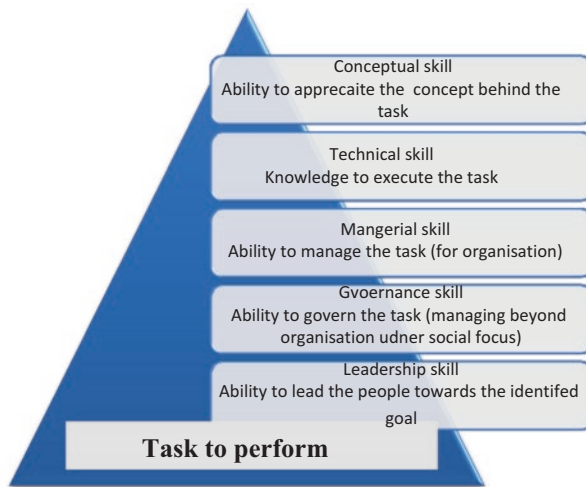 Conceptual skill
Ability to apprecaite the concept behind the
task
Technical skill
Knowledge to execute the task
Mangerial skill
Ability to manage the task (for organisation)
Gvoernance skill
Ability to govern the task (managing beyond
organisation udner social focus)
Leadership skill
Ability to lead the people towards the identifed
goal
Task to perform